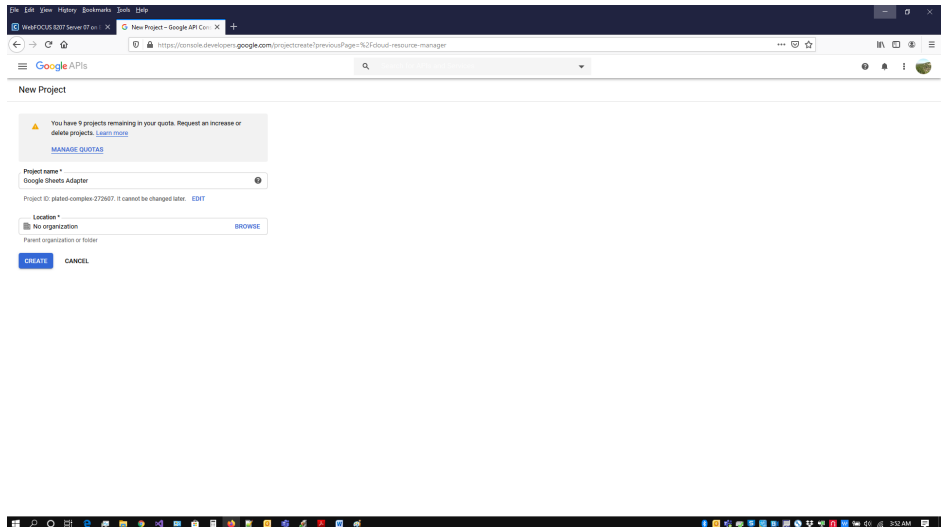 File Edit View History Bookmarks Tools Help
WebFOCUS 8207 Server 07 on
New Project – Google API Con
https://console.developers.google.com/projectcreate?previousPage=%2Fcloud-resource-manager
Google APIs
New Project
You have 9 projects remaining in your quota. Request an increase or
delete projects. Learn more
MANAGE QUOTAS
Project name *
Google Sheets Adapter
Project ID: plated-complex-272607. It cannot be changed later. EDIT
Location *
No organization BROWSE
Parent organization or folder
CREATE CANCEL
3:52 AM